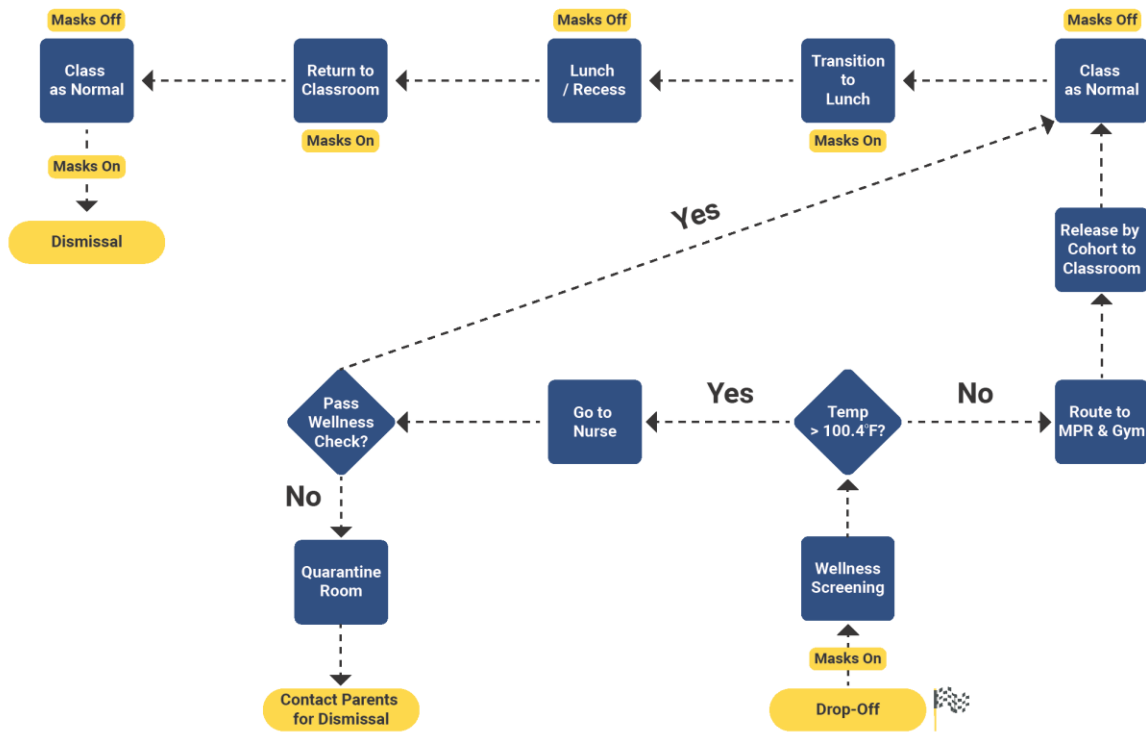 Masks Off
Masks Off
Masks Off
Class
as Normal
Return to
Classroom
Lunch
/ Recess
Transition
to
Lunch
Class
as Normal
Masks On
Masks On
Masks On
Dismissal
Yes
Release by
Cohort to
Classroom
Pass
Wellness
Check?
Go to
Nurse
Yes
Temp
> 100.4°F?
No
Route to
MPR & Gym
No
Quarantine
Room
Wellness
Screening
Masks On
Contact Parents
for Dismissal
Drop-Off